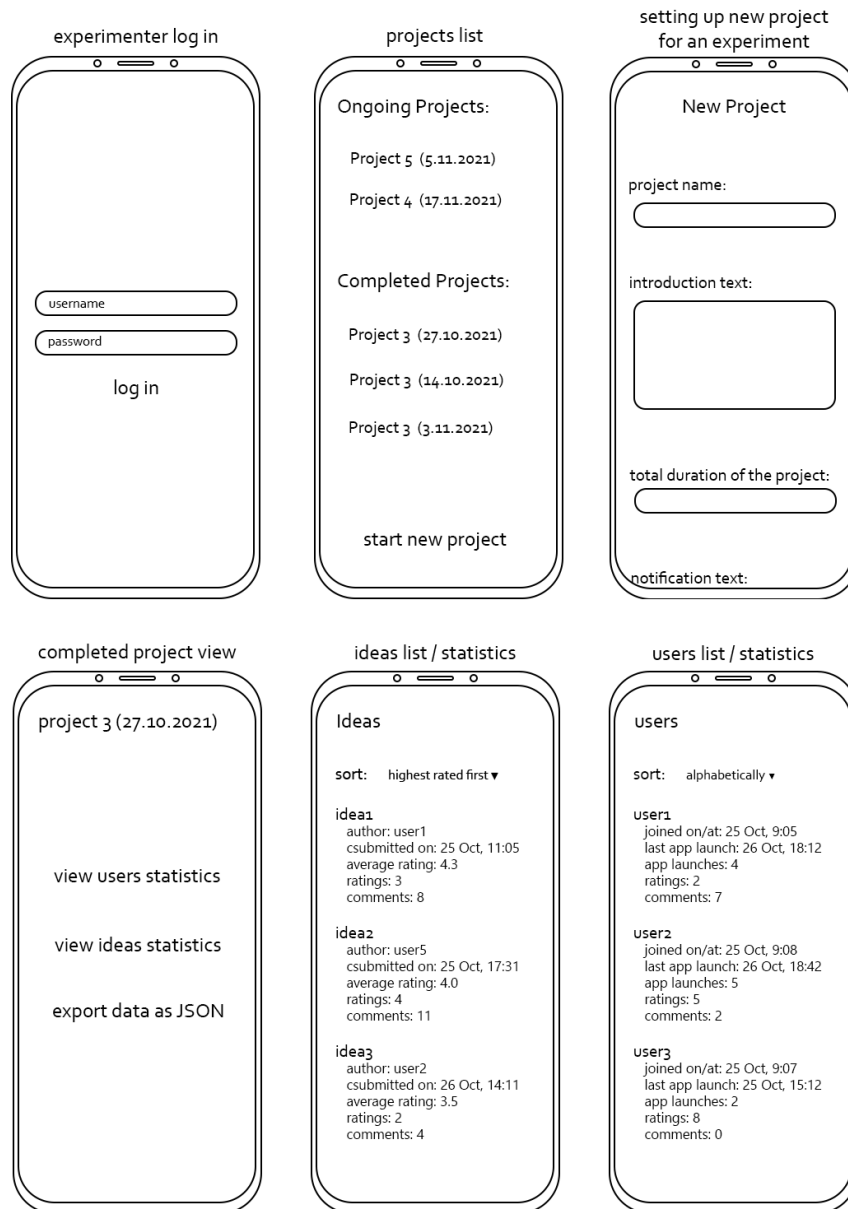 experimenter log in
username
password
log in
projects list
Ongoing Projects:
Project 5 (5.11.2021)
Project 4 (17.11.2021)
Completed Projects:
Project 3 (27.10.2021)
Project 3 (14.10.2021)
Project 3 (3.11.2021)
start new project
setting up new project
for an experiment
New Project
project name:
introduction text:
total duration of the project:
notification text:
completed project view
project 3 (27.10.2021)
view users statistics
view ideas statistics
export data as JSON
ideas list / statistics
Ideas
sort: highest rated first ▾
idea1
author: user1
csubmitted on: 25 Oct, 11:05
average rating: 4.3
ratings: 3
comments: 8
idea2
author: user5
csubmitted on: 25 Oct, 17:31
average rating: 4.0
ratings: 4
comments: 11
idea3
author: user2
csubmitted on: 26 Oct, 14:11
average rating: 3.5
ratings: 2
comments: 4
users list / statistics
users
sort: alphabetically ▾
user1
joined on/at: 25 Oct, 9:05
last app launch: 26 Oct, 18:12
app launches: 4
ratings: 2
comments: 7
user2
joined on/at: 25 Oct, 9:08
last app launch: 26 Oct, 18:42
app launches: 5
ratings: 5
comments: 2
user3
joined on/at: 25 Oct, 9:07
last app launch: 25 Oct, 15:12
app launches: 2
ratings: 8
comments: 0